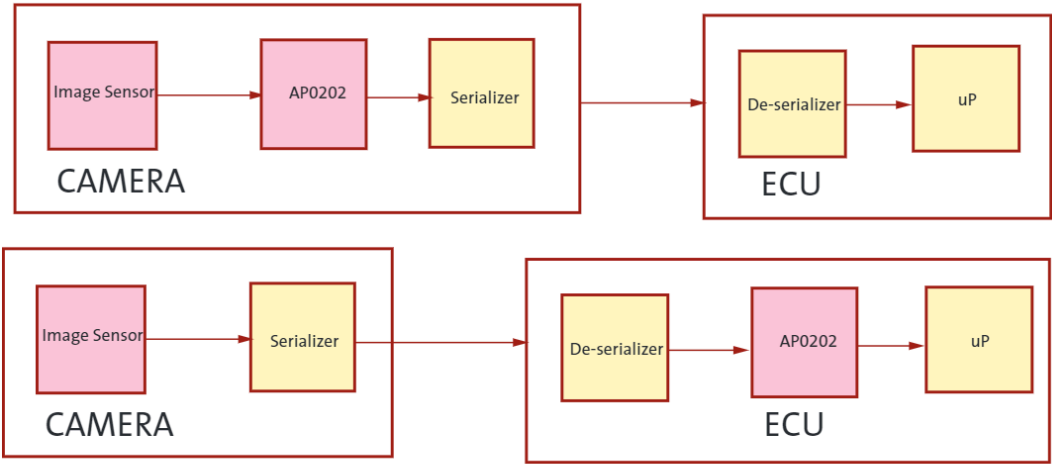 Image Sensor
AP0202
Serializer
CAMERA
De-serializer
uP
ECU
Image Sensor
Serializer
CAMERA
De-serializer
AP0202
uP
ECU